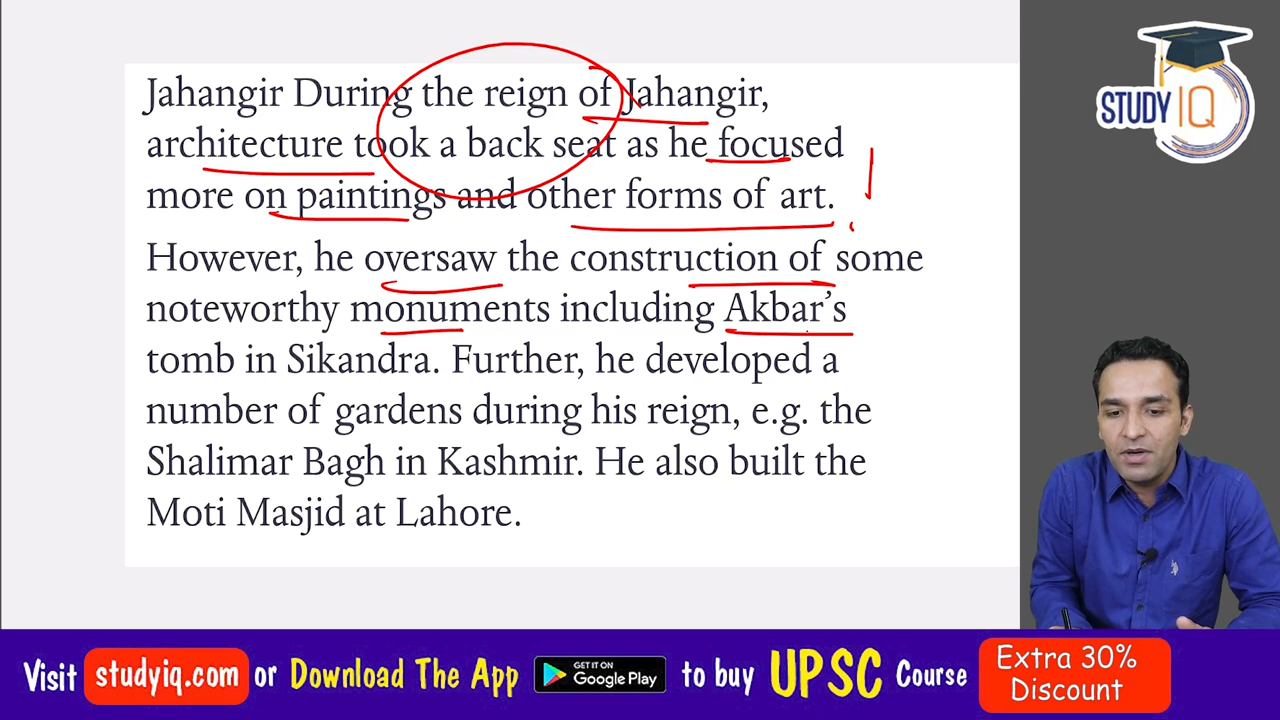 Jahangir During the reign of Jahangir,
architecture took a back seat as he focused
more on paintings and other forms of art.
However, he oversaw the construction of some
noteworthy monuments including Akbar’s
tomb in Sikandra. Further, he developed a
number of gardens during his reign, e.g. the
Shalimar Bagh in Kashmir. He also built the
Moti Masjid at Lahore.
STUDY IQ
Visit studyiq.com or Download The App GET IT ON Google Play to buy UPSC Course Extra 30% Discount